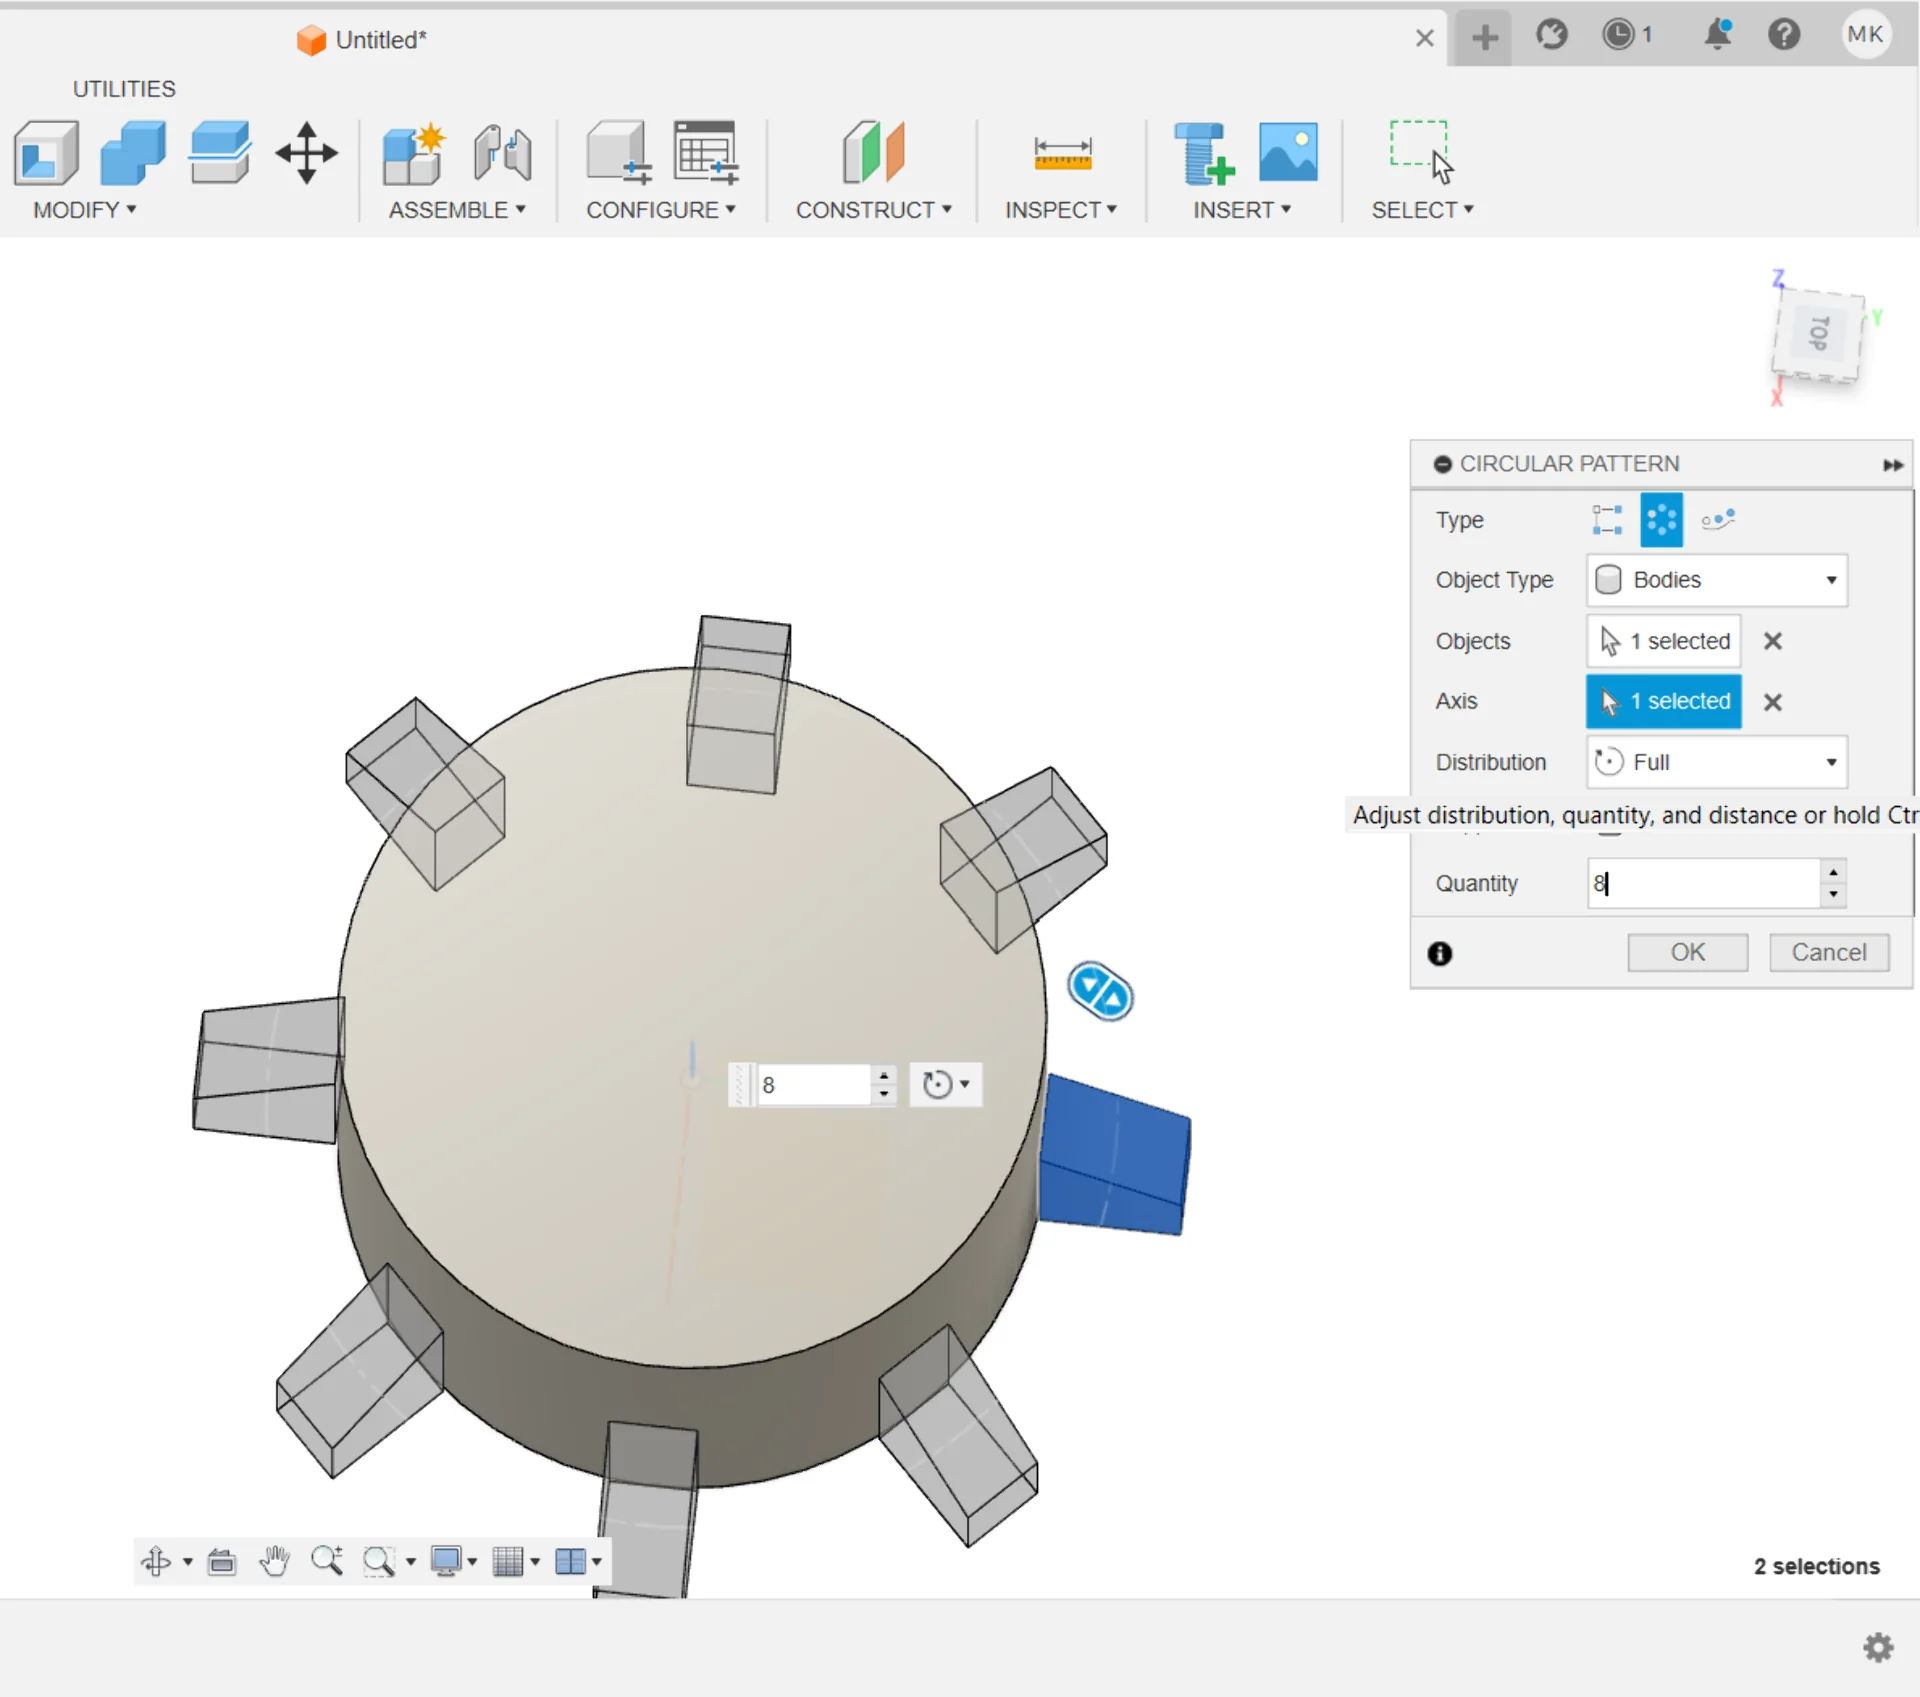 Untitled*
1
MK
UTILITIES
MODIFY
ASSEMBLE
CONFIGURE
CONSTRUCT
INSPECT
INSERT
SELECT
Z
Y
TOP
X
CIRCULAR PATTERN
Type
Object Type
Bodies
Objects
1 selected
Axis
1 selected
Distribution
Full
Adjust distribution, quantity, and distance or hold Ctr
Quantity
8
OK
Cancel
8
2 selections